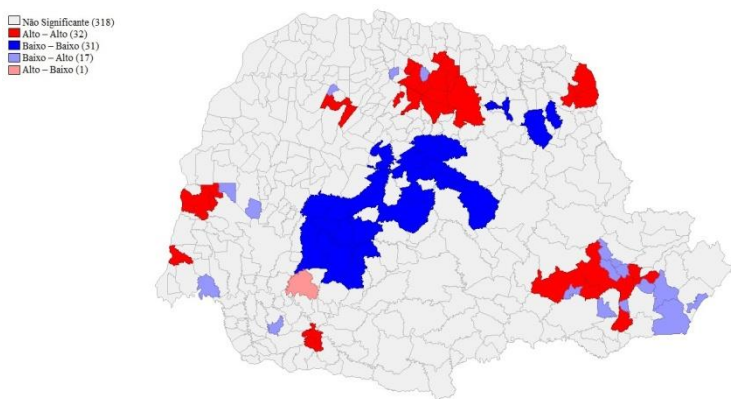 Não Significante (318)
Alto – Alto (32)
Baixo – Baixo (31)
Baixo – Alto (17)
Alto – Baixo (1)